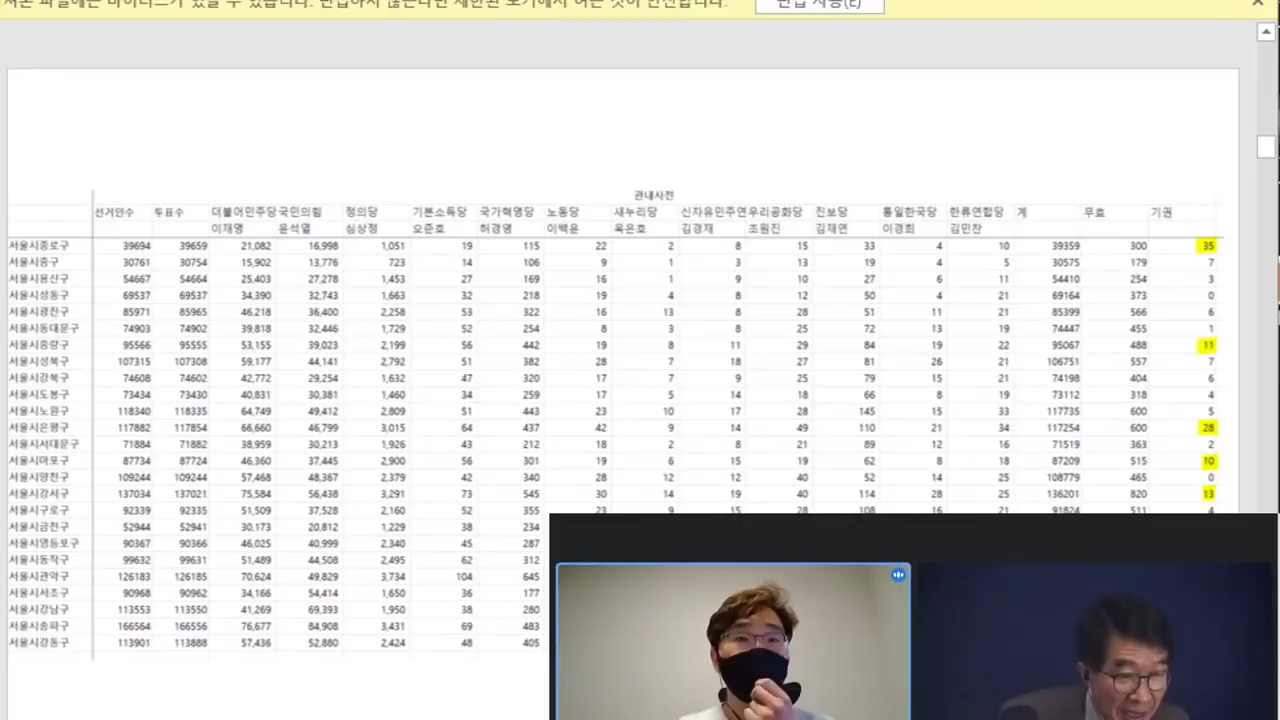 관내사전
선거인수 투표수 더불어민주당 국민의힘 정의당 기본소득당 국가혁명당 노동당 새누리당 신자유민주연 우리공화당 진보당 통일한국당 한류연합당 계 무효 기권
이재명 윤석열 심상정 오준호 허경영 이백윤 옥은호 김경재 조원진 김재연 이경희 김민찬
서울시종로구 39694 39659 21,082 16,998 1,051 19 115 22 2 8 15 33 4 10 39359 300 35
서울시중구 30761 30754 15,902 13,776 723 14 106 9 1 3 13 19 4 5 30575 179 7
서울시용산구 54667 54664 25,403 27,278 1,453 27 169 16 1 9 10 27 6 11 54410 254 3
서울시성동구 69537 69537 34,390 32,743 1,663 32 218 19 4 8 12 50 4 21 69164 373 0
서울시광진구 85971 85965 46,218 36,400 2,258 53 322 16 13 8 28 51 11 21 85399 566 6
서울시동대문구 74903 74902 39,818 32,446 1,729 52 254 8 3 8 25 72 13 19 74447 455 1
서울시중랑구 95566 95555 53,155 39,023 2,199 56 442 19 8 11 29 84 19 22 95067 488 11
서울시성북구 107315 107308 59,177 44,141 2,792 51 382 28 7 18 27 81 26 21 106751 557 7
서울시강북구 74608 74602 42,772 29,254 1,632 47 320 17 7 9 25 79 15 21 74198 404 6
서울시도봉구 73434 73430 40,831 30,381 1,460 34 259 17 5 14 18 66 8 19 73112 318 4
서울시노원구 118340 118335 64,749 49,412 2,809 51 443 23 10 17 28 145 15 33 117735 600 5
서울시은평구 117882 117854 66,660 46,799 3,015 64 437 42 9 14 49 110 21 34 117254 600 28
서울시서대문구 71884 71882 38,959 30,213 1,926 43 212 18 2 8 21 89 12 16 71519 363 2
서울시마포구 87734 87724 46,360 37,445 2,900 56 301 19 6 15 19 62 8 18 87209 515 10
서울시양천구 109244 109244 57,468 48,367 2,379 42 340 28 12 12 40 52 14 25 108779 465 0
서울시강서구 137034 137021 75,584 56,438 3,291 73 545 30 14 19 40 114 28 25 136201 820 13
서울시구로구 92339 92335 51,509 37,528 2,160 52 355 23 9 15 28 108 16 21 91824 511 4
서울시금천구 52944 52941 30,173 20,812 1,229 38 234
서울시영등포구 90367 90366 46,025 40,999 2,340 45 287
서울시동작구 99632 99631 51,489 44,508 2,495 62 312
서울시관악구 126183 126185 70,624 49,829 3,734 104 645
서울시서초구 90968 90962 34,166 54,414 1,650 36 177
서울시강남구 113553 113550 41,269 69,393 1,950 38 280
서울시송파구 166564 166556 76,677 84,908 3,431 69 483
서울시강동구 113901 113888 57,436 52,880 2,424 48 405